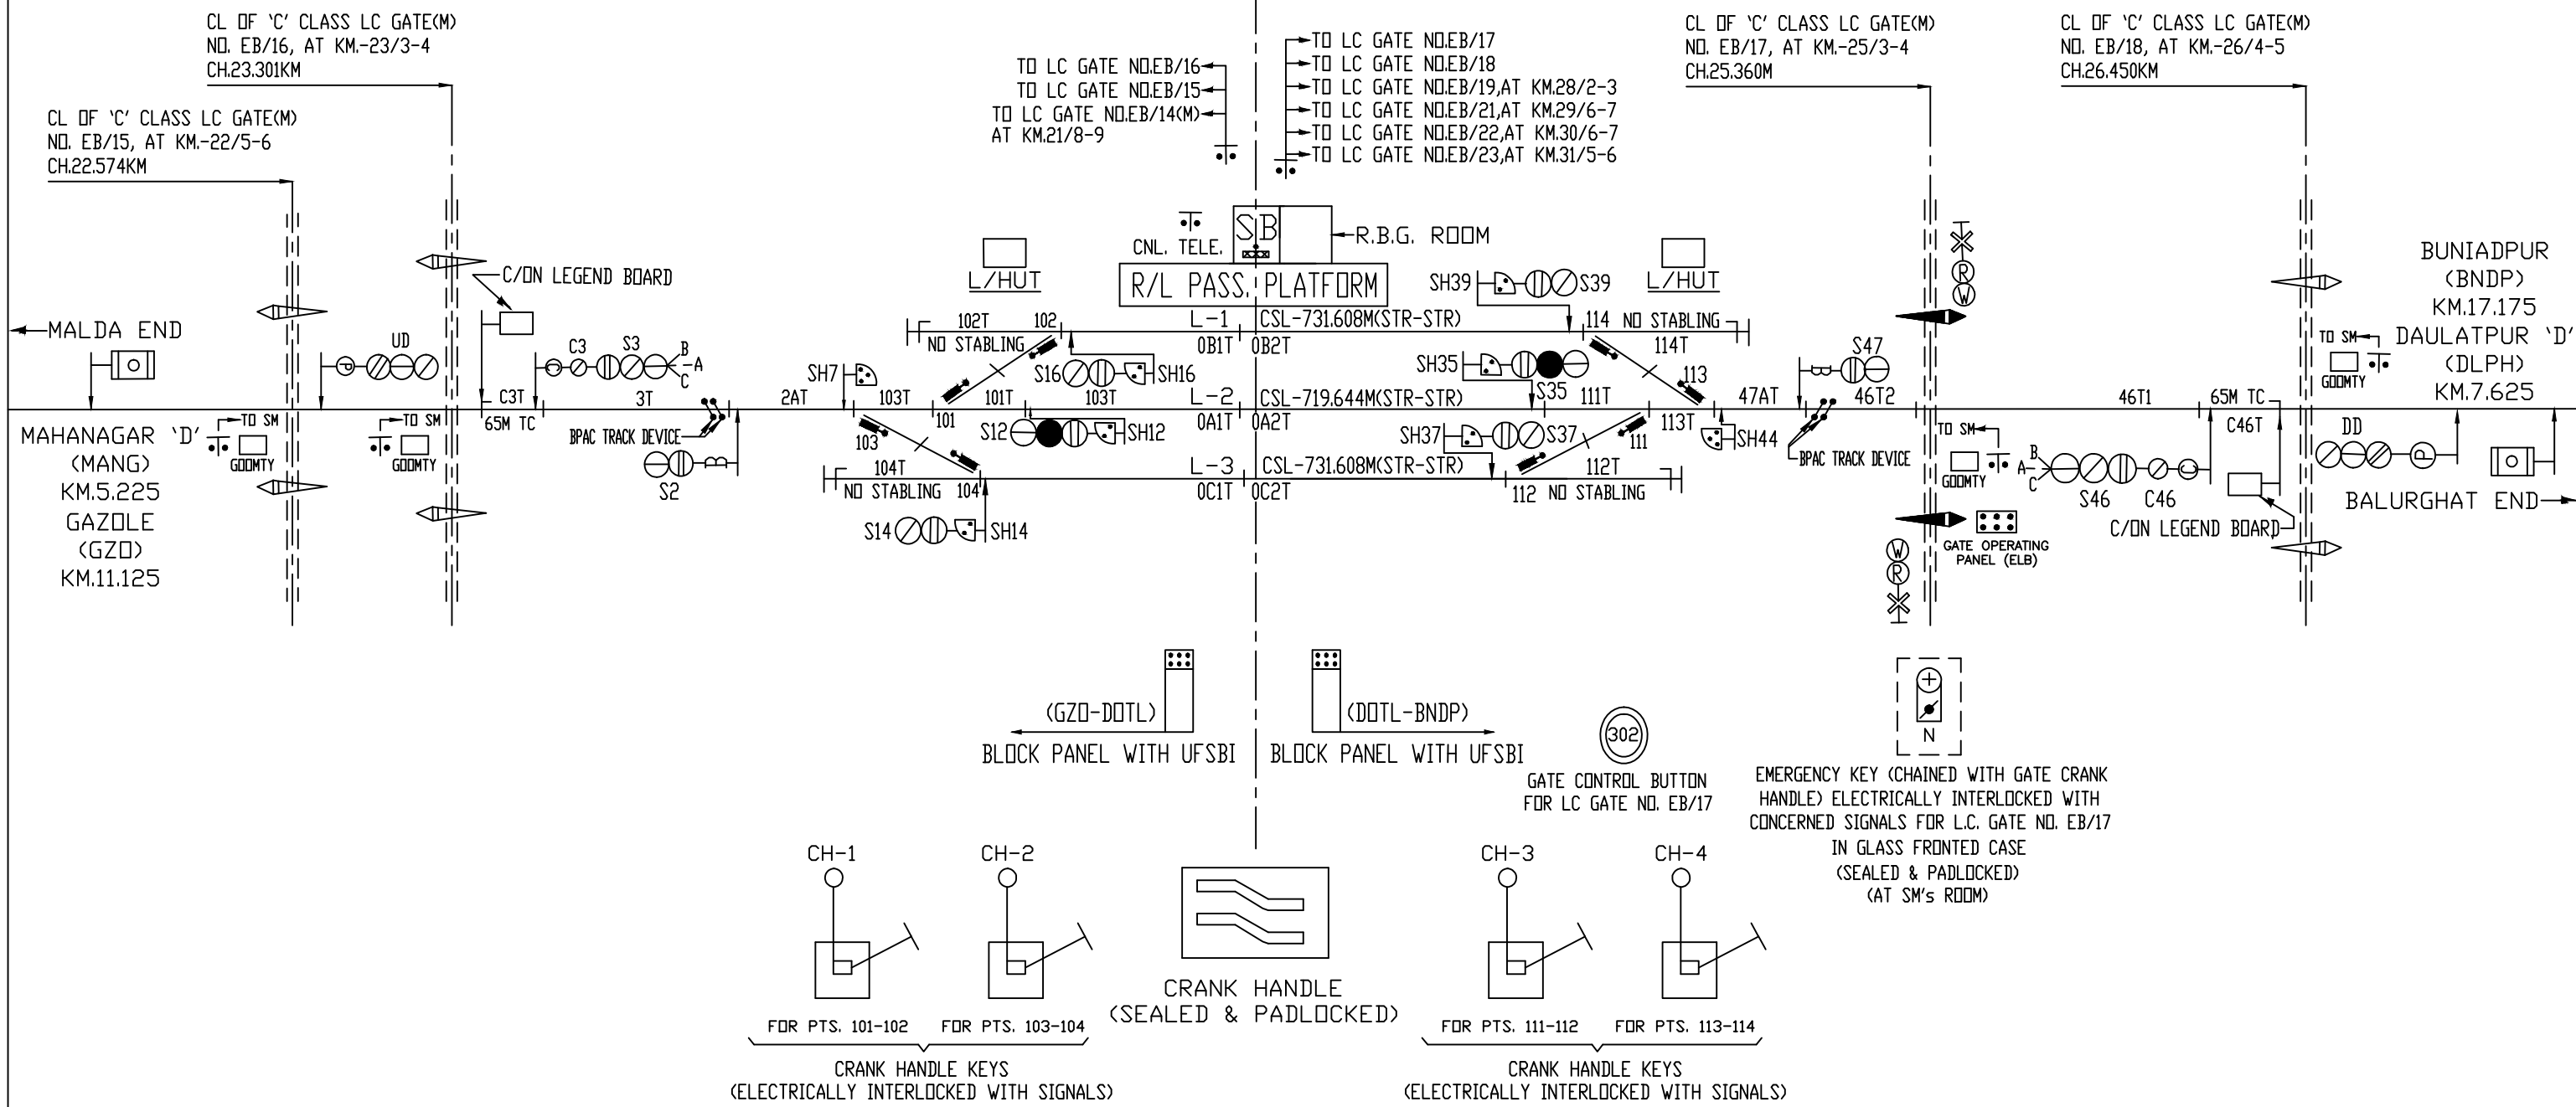 CL OF 'C' CLASS LC GATE(M)
NO. EB/16, AT KM.-23/3-4
CH.23.301KM
CL OF 'C' CLASS LC GATE(M)
NO. EB/15, AT KM.-22/5-6
CH.22.574KM
TO LC GATE NO.EB/16
TO LC GATE NO.EB/15
TO LC GATE NO.EB/14(M)
AT KM.21/8-9
TO LC GATE NO.EB/17
TO LC GATE NO.EB/18
TO LC GATE NO.EB/19,AT KM.28/2-3
TO LC GATE NO.EB/21,AT KM.29/6-7
TO LC GATE NO.EB/22,AT KM.30/6-7
TO LC GATE NO.EB/23,AT KM.31/5-6
CL OF 'C' CLASS LC GATE(M)
NO. EB/17, AT KM.-25/3-4
CH.25.360M
CL OF 'C' CLASS LC GATE(M)
NO. EB/18, AT KM.-26/4-5
CH.26.450KM
C/ON LEGEND BOARD
L/HUT
CNL. TELE.
SB
R.B.G. ROOM
R/L PASS. PLATFORM
SH39
S39
L/HUT
R
W
BUNIADPUR
(BNDP)
KM.17.175
DAULATPUR 'D'
(DLPH)
KM.7.625
MALDA END
P
UD
C
C3
S3
B
A
C
102T
102
NO STABLING
L-1
CSL-731.608M(STR-STR)
0B1T
0B2T
114
NO STABLING
114T
TO SM
GOOMTY
SH7
S16
SH16
SH35
S35
113
B
S47
C3T
65M TC
3T
2AT
103T
101
101T
103T
L-2
CSL-719.644M(STR-STR)
0A1T
0A2T
111T
113T
47AT
46T2
46T1
65M TC
C46T
MAHANAGAR 'D'
(MANG)
KM.5.225
GAZOLE
(GZO)
KM.11.125
TO SM
GOOMTY
TO SM
GOOMTY
BPAC TRACK DEVICE
B
S2
103
S12
SH12
SH37
S37
111
SH44
BPAC TRACK DEVICE
TO SM
GOOMTY
B
A
C
S46
C46
C
C/ON LEGEND BOARD
DD
P
BALURGHAT END
104T
NO STABLING
104
L-3
CSL-731.608M(STR-STR)
0C1T
0C2T
112
112T
NO STABLING
S14
SH14
W
R
GATE OPERATING
PANEL (ELB)
(GZO-DOTL)
BLOCK PANEL WITH UFSBI
(DOTL-BNDP)
BLOCK PANEL WITH UFSBI
302
GATE CONTROL BUTTON
FOR LC GATE NO. EB/17
N
EMERGENCY KEY (CHAINED WITH GATE CRANK
HANDLE) ELECTRICALLY INTERLOCKED WITH
CONCERNED SIGNALS FOR L.C. GATE NO. EB/17
IN GLASS FRONTED CASE
(SEALED & PADLOCKED)
(AT SM's ROOM)
CH-1
CH-2
CH-3
CH-4
CRANK HANDLE
(SEALED & PADLOCKED)
FOR PTS. 101-102
FOR PTS. 103-104
FOR PTS. 111-112
FOR PTS. 113-114
CRANK HANDLE KEYS
(ELECTRICALLY INTERLOCKED WITH SIGNALS)
CRANK HANDLE KEYS
(ELECTRICALLY INTERLOCKED WITH SIGNALS)